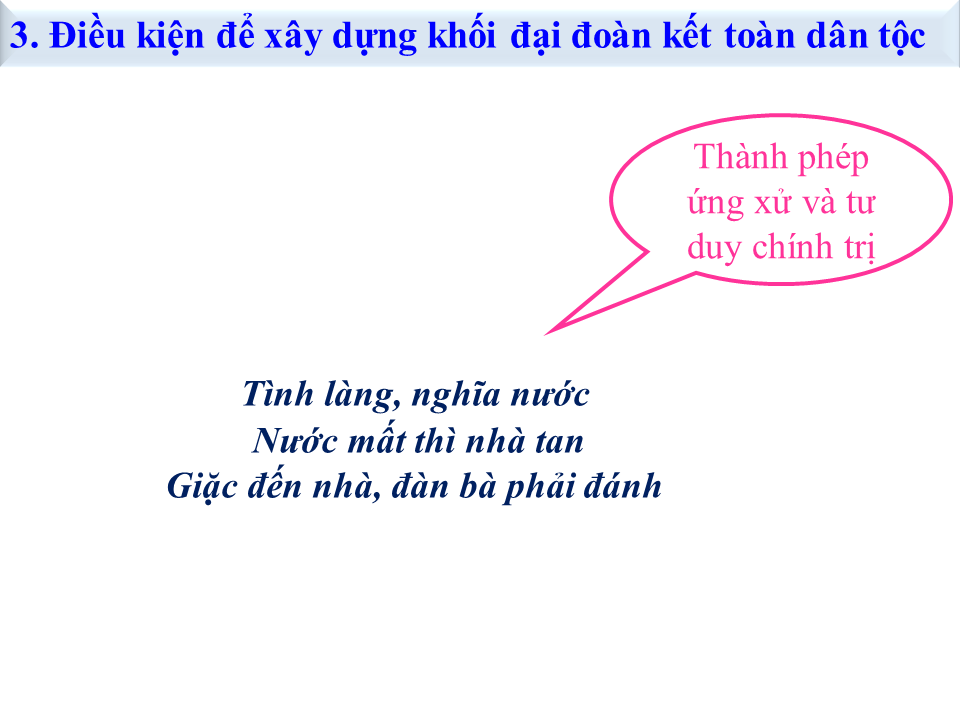 3. Điều kiện để xây dựng khối đại đoàn kết toàn dân tộc
Thành phép
ứng xử và tư
duy chính trị
Tình làng, nghĩa nước
Nước mất thì nhà tan
Giặc đến nhà, đàn bà phải đánh